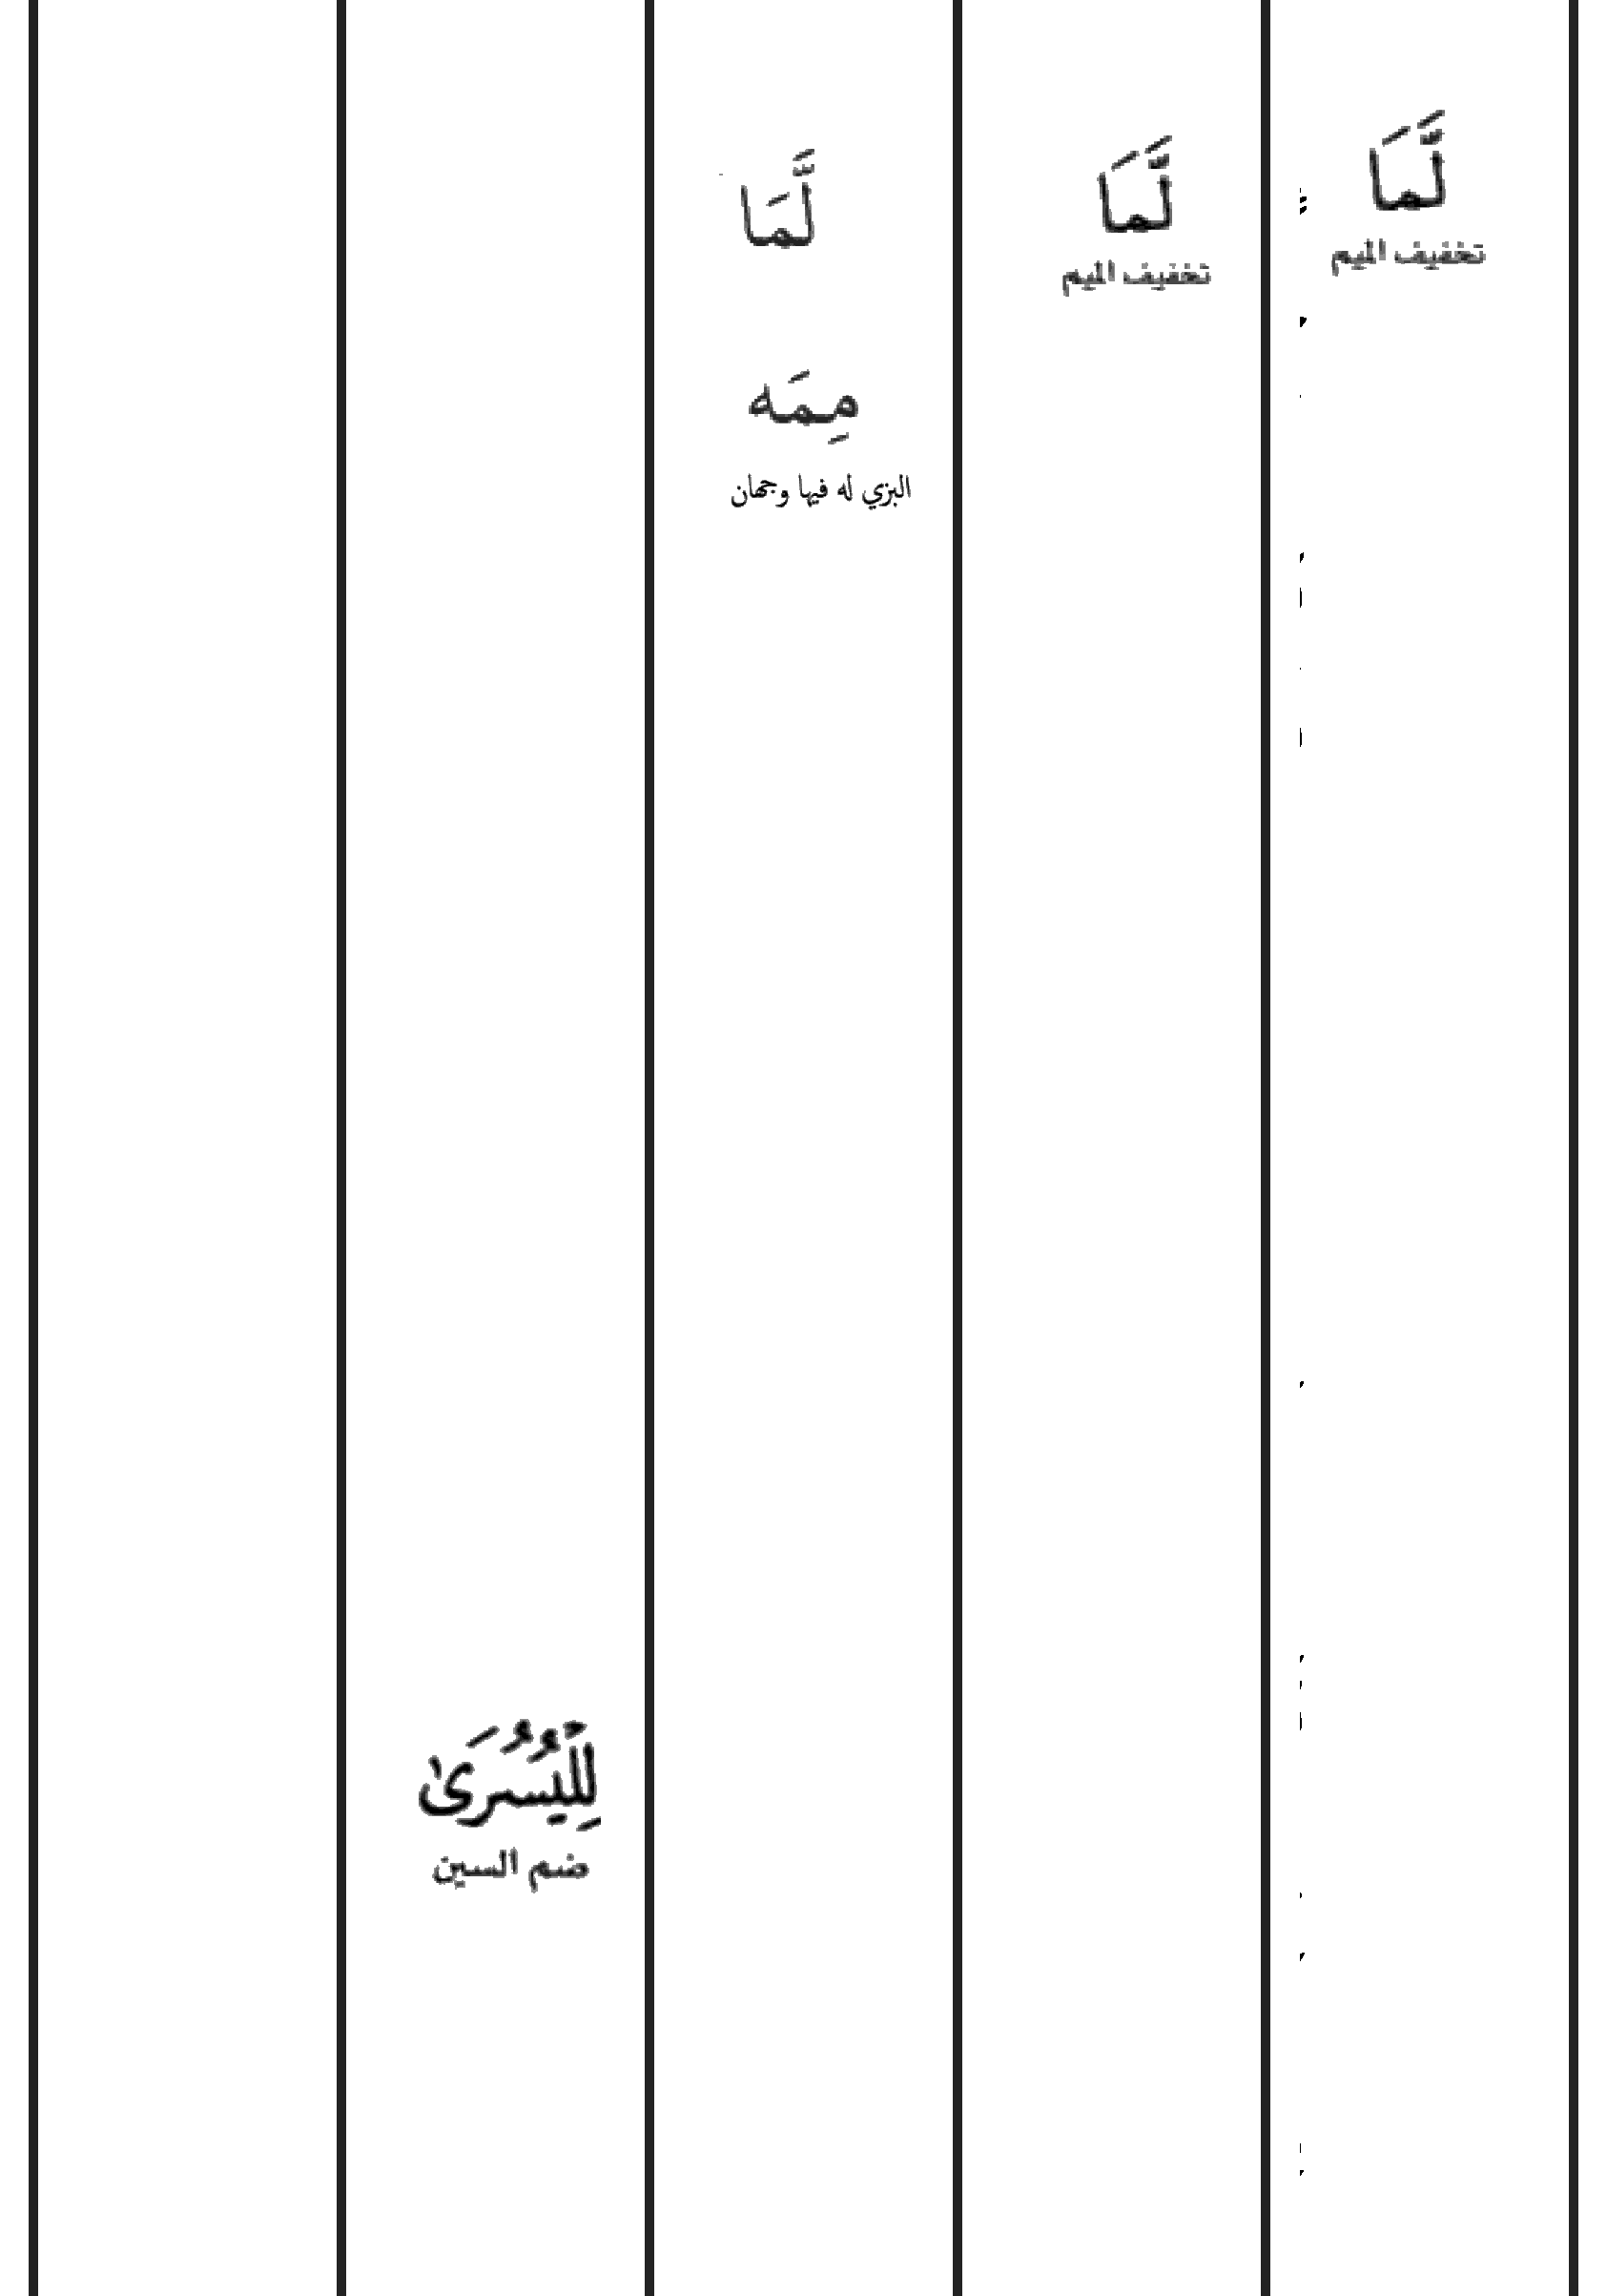 لَّمَا
تخفيف الميم
لَّمَا
تخفيف الميم
لَّمَا
مِمَه
البزي له فيها وجهان
لِلْيُسُرَىٰ
ضم السين